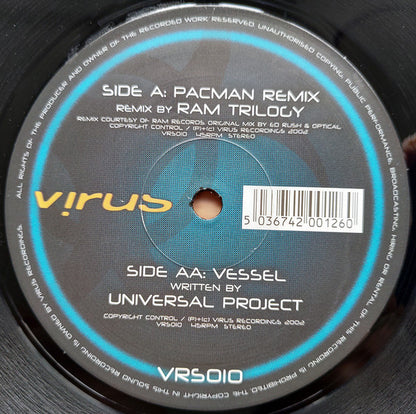 ALL RIGHTS OF THE PRODUCER AND OWNER OF THE RECORDED WORK RESERVED UNAUTHORISED COPYING, PUBLIC PERFORMANCE, BROADCASTING, HIRING OR RENTAL OF THIS RECORDING IS PROHIBITED. THE COPYRIGHT IN THIS SOUND RECORDING IS OWNED BY VIRUS RECORDINGS.
SIDE A: PACMAN REMIX
REMIX BY RAM TRILOGY
REMIX COURTESY OF RAM RECORDS. ORIGINAL MIX BY ED RUSH & OPTICAL
COPYRIGHT CONTROL / (P)+(C) VIRUS RECORDINGS 2002
VRS010 45RPM STEREO
virus
5 036742 001260
SIDE AA: VESSEL
WRITTEN BY
UNIVERSAL PROJECT
COPYRIGHT CONTROL / (P)+(C) VIRUS RECORDINGS 2002
VRS010 45RPM STEREO
VRS010